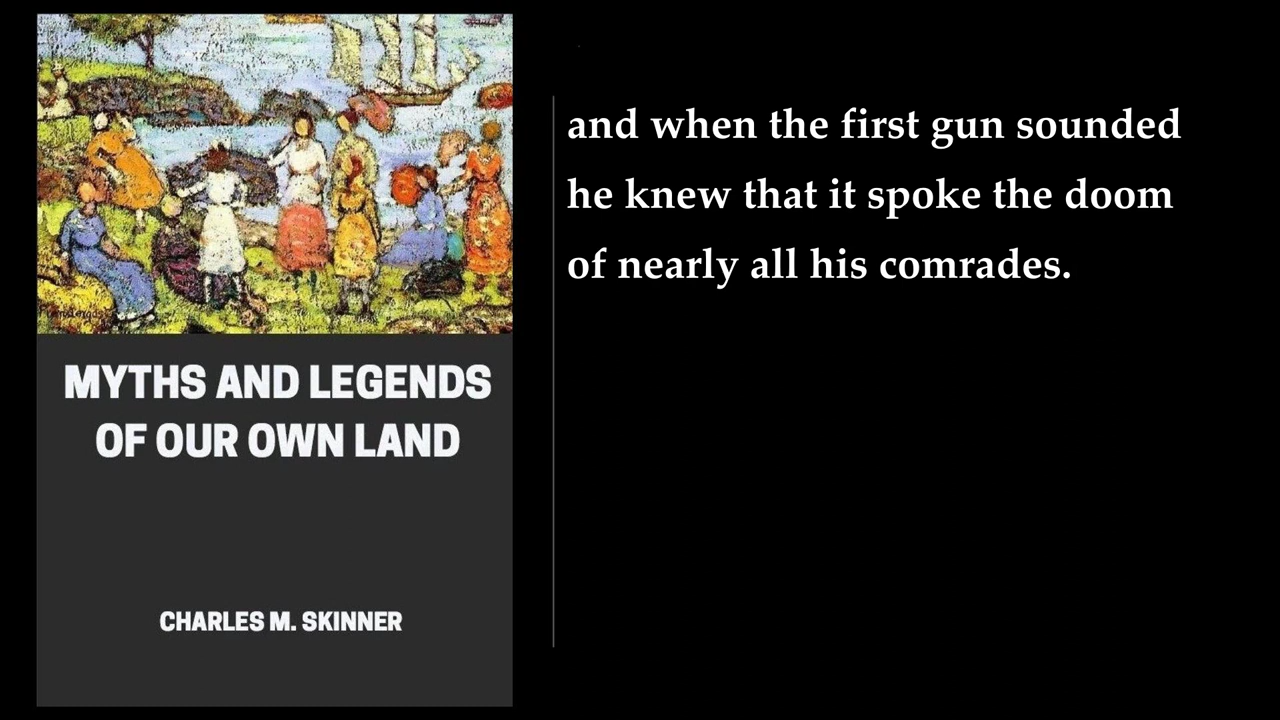 MYTHS AND LEGENDS
OF OUR OWN LAND
CHARLES M. SKINNER
and when the first gun sounded
he knew that it spoke the doom
of nearly all his comrades.